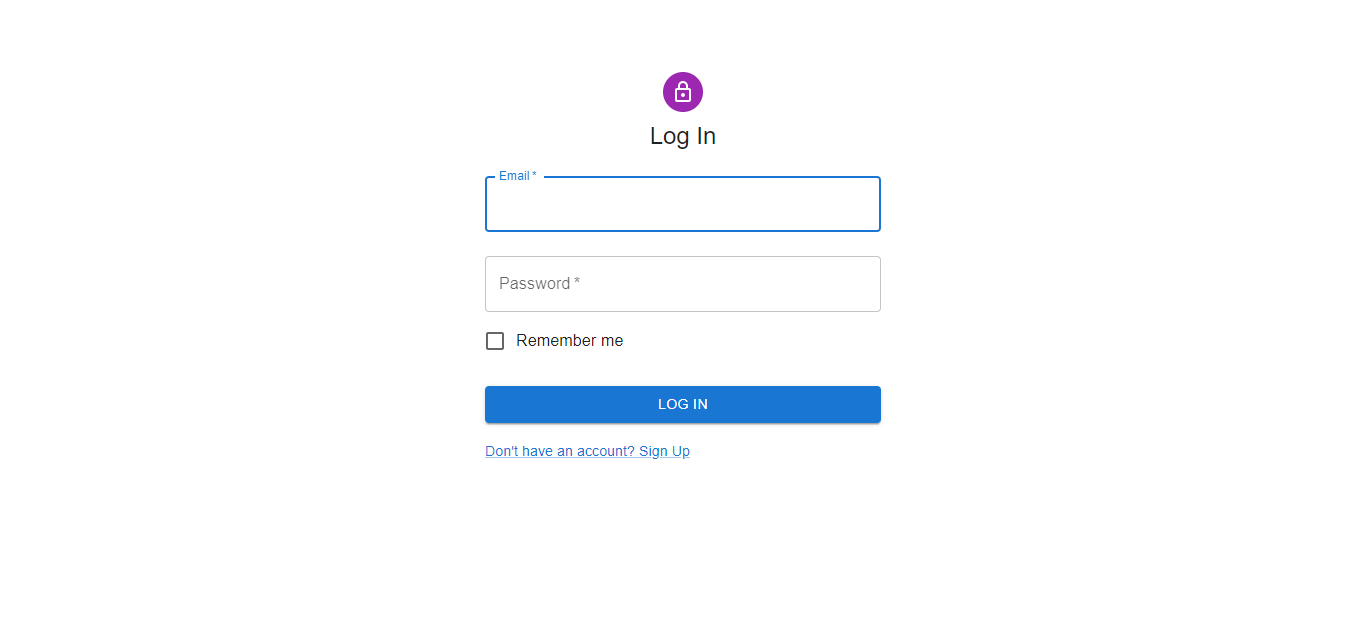 Log In
Email *
Password *
Remember me
LOG IN
Don't have an account? Sign Up